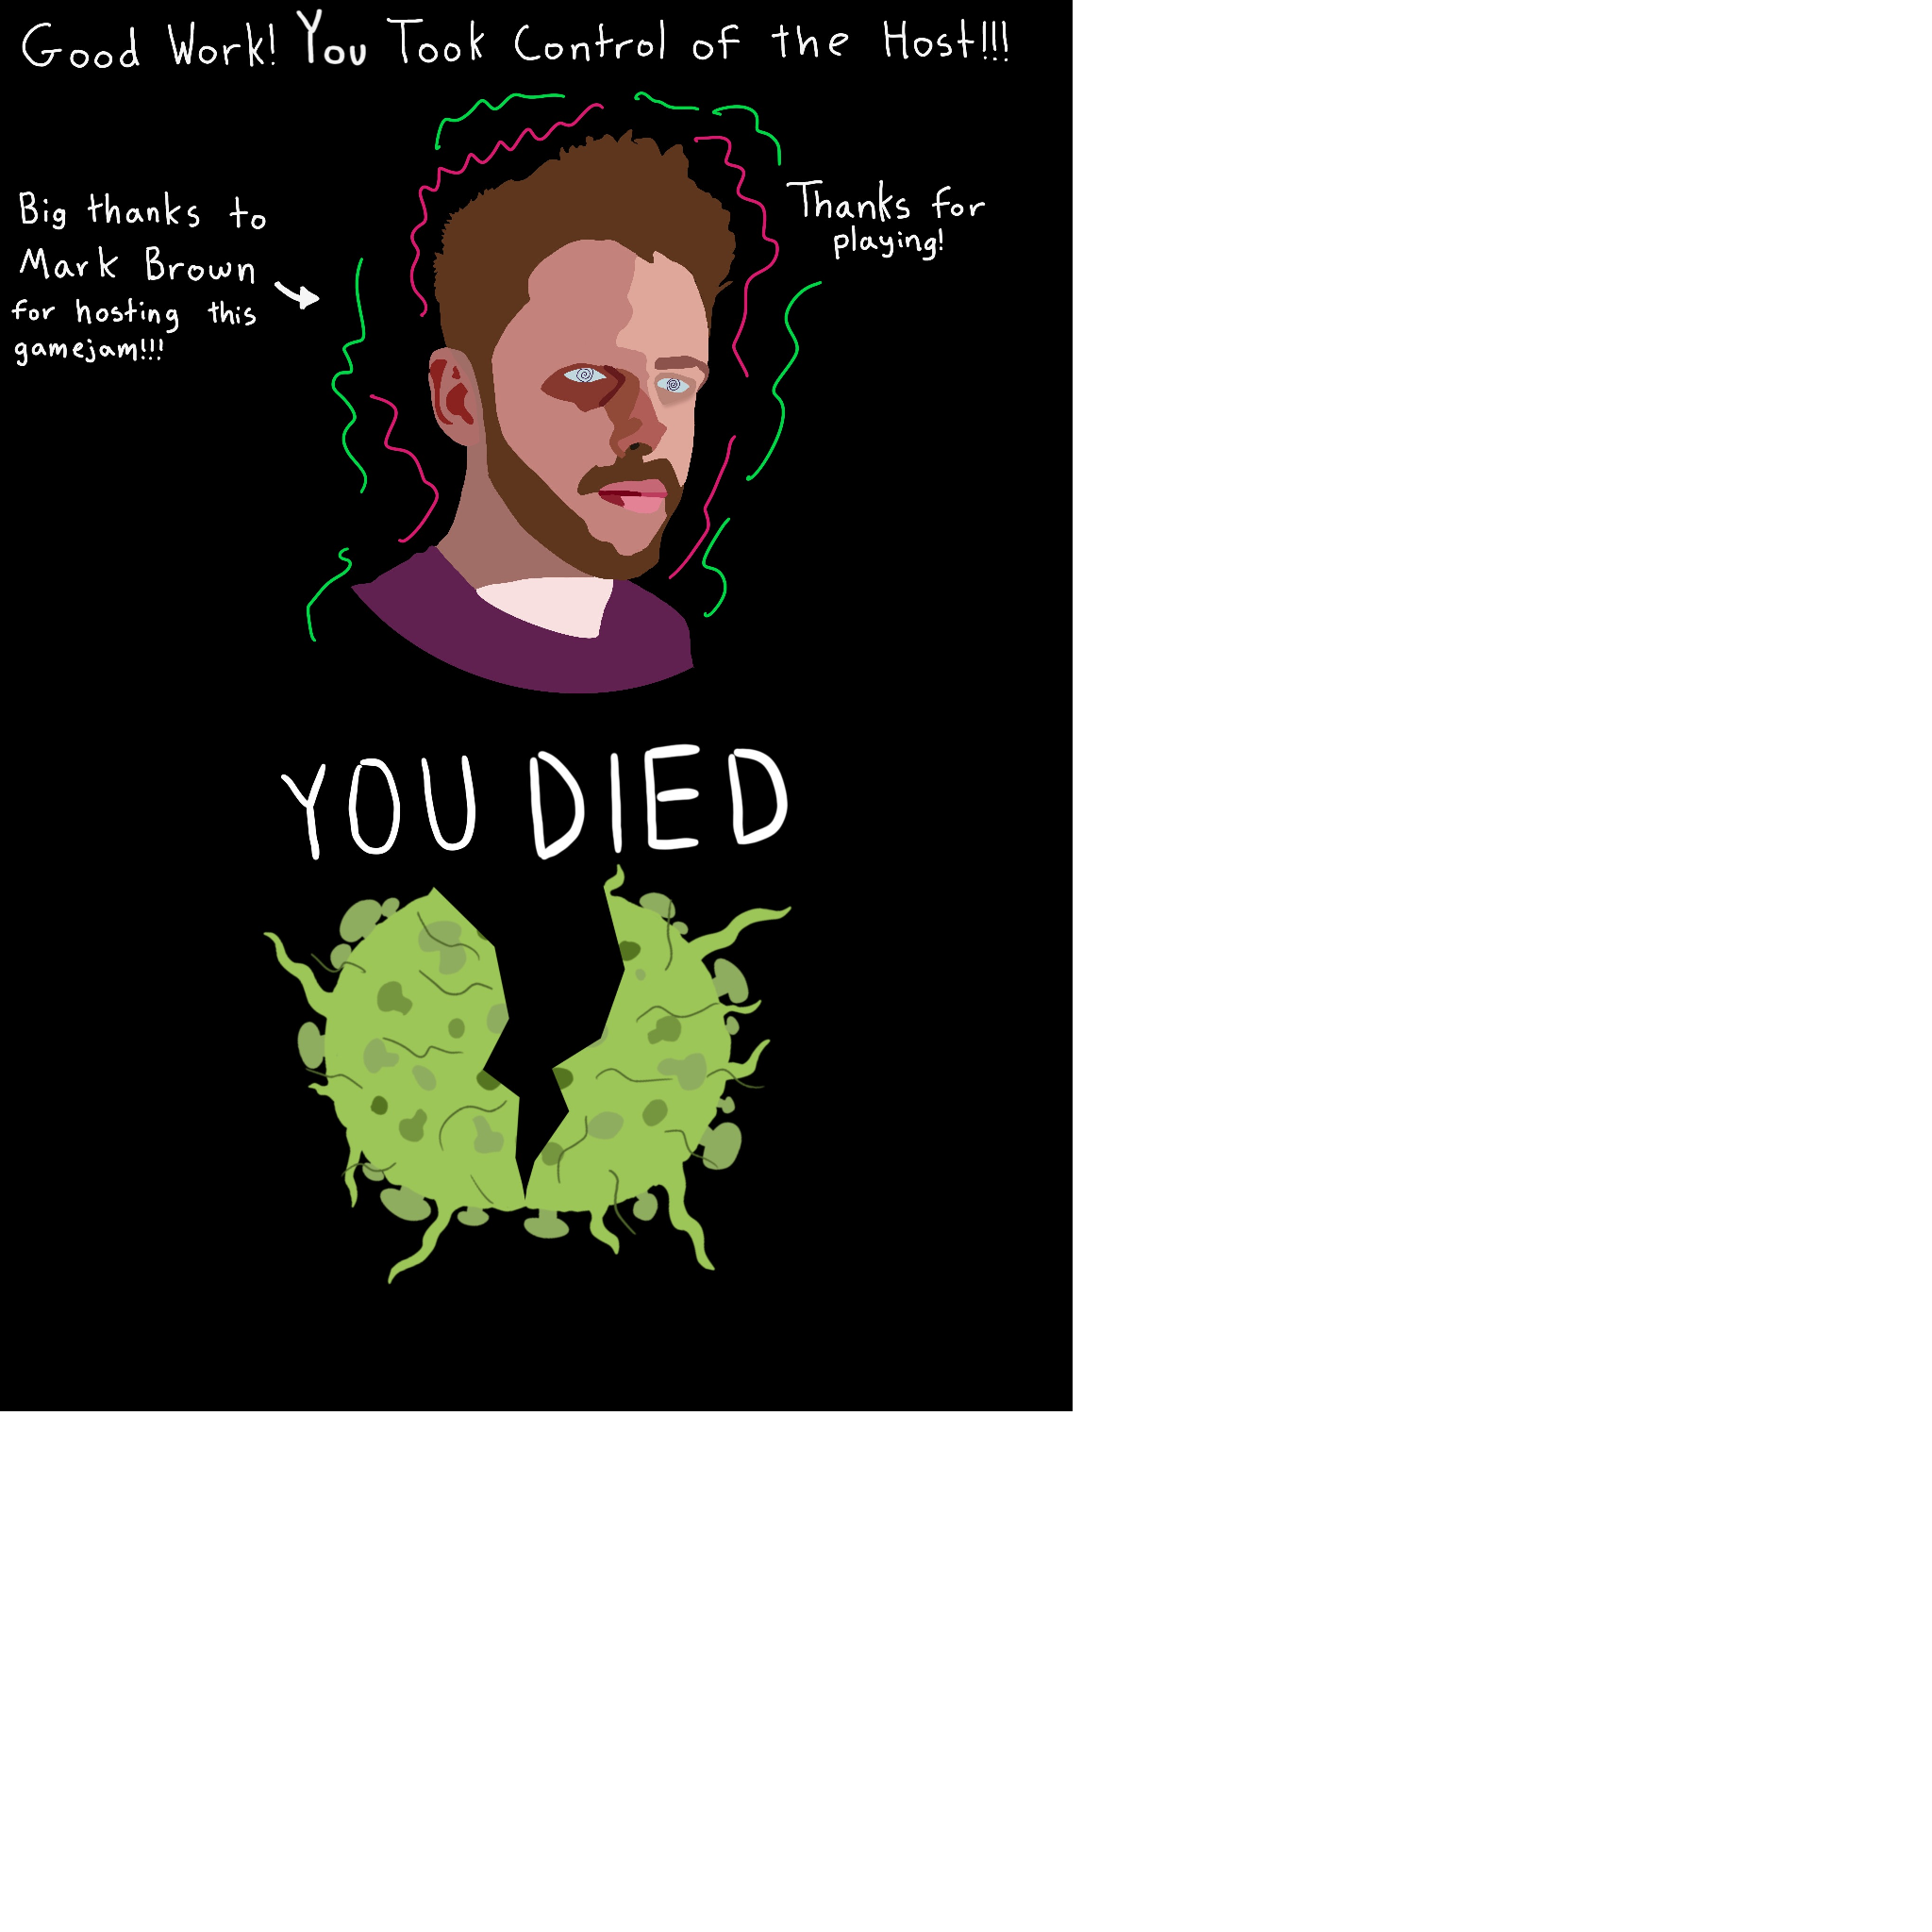 Good Work! You Took Control of the Host!!!
Big thanks to
Mark Brown
for hosting this
gamejam!!!
Thanks for
playing!
YOU DIED